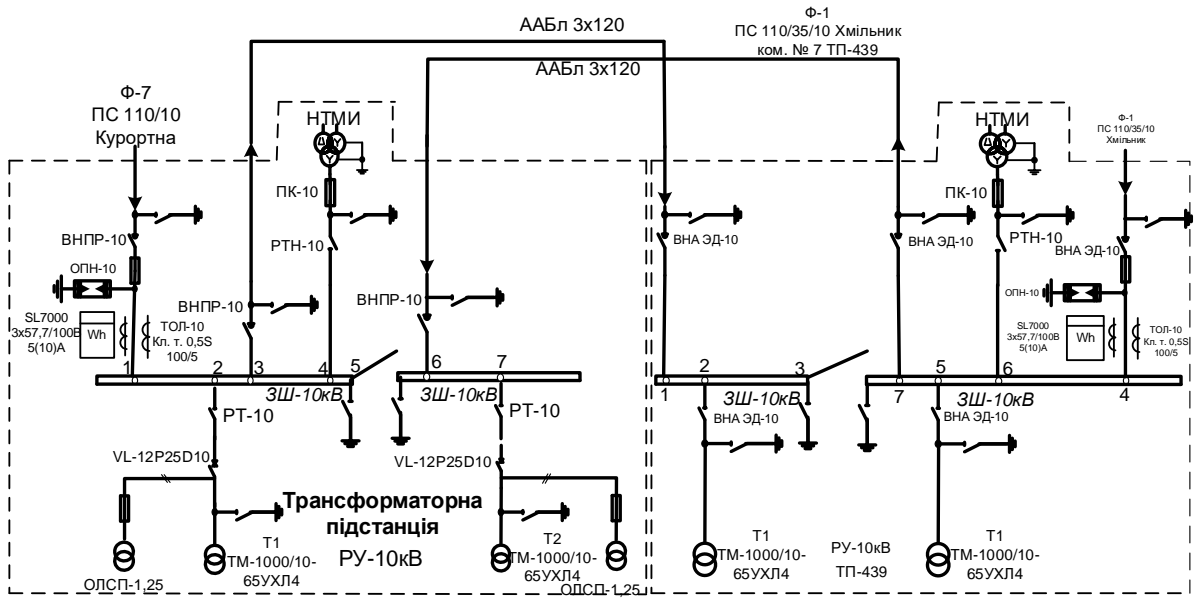 ААБл 3х120
Ф-1
ПС 110/35/10 Хмільник
ком. № 7 ТП-439
ААБл 3х120
Ф-7
ПС 110/10
Курортна
НТМИ
ПК-10
ВНПР-10
РТН-10
ОПН-10
ВНПР-10
ВНПР-10
SL7000
3х57,7/100В
5(10)А
Wh
ТОЛ-10
Кл. т. 0,5S
100/5
1
2
3
4
5
6
7
ЗШ-10кВ
ЗШ-10кВ
РТ-10
РТ-10
VL-12P25D10
VL-12P25D10
Трансформаторна
підстанція
РУ-10кВ
Т1
ТМ-1000/10-
65УХЛ4
Т2
ТМ-1000/10-
65УХЛ4
ОЛСП-1,25
ОЛСП-1,25
НТМИ
Ф-1
ПС 110/35/10
Хмільник
ПК-10
ВНА ЭД-10
ВНА ЭД-10
РТН-10
ВНА ЭД-10
ОПН-10
SL7000
3х57,7/100В
5(10)А
Wh
ТОЛ-10
Кл. т. 0,5S
100/5
1
2
3
7
5
6
4
ЗШ-10кВ
ЗШ-10кВ
ВНА ЭД-10
ВНА ЭД-10
Т1
ТМ-1000/10-
65УХЛ4
РУ-10кВ
ТП-439
Т1
ТМ-1000/10-
65УХЛ4